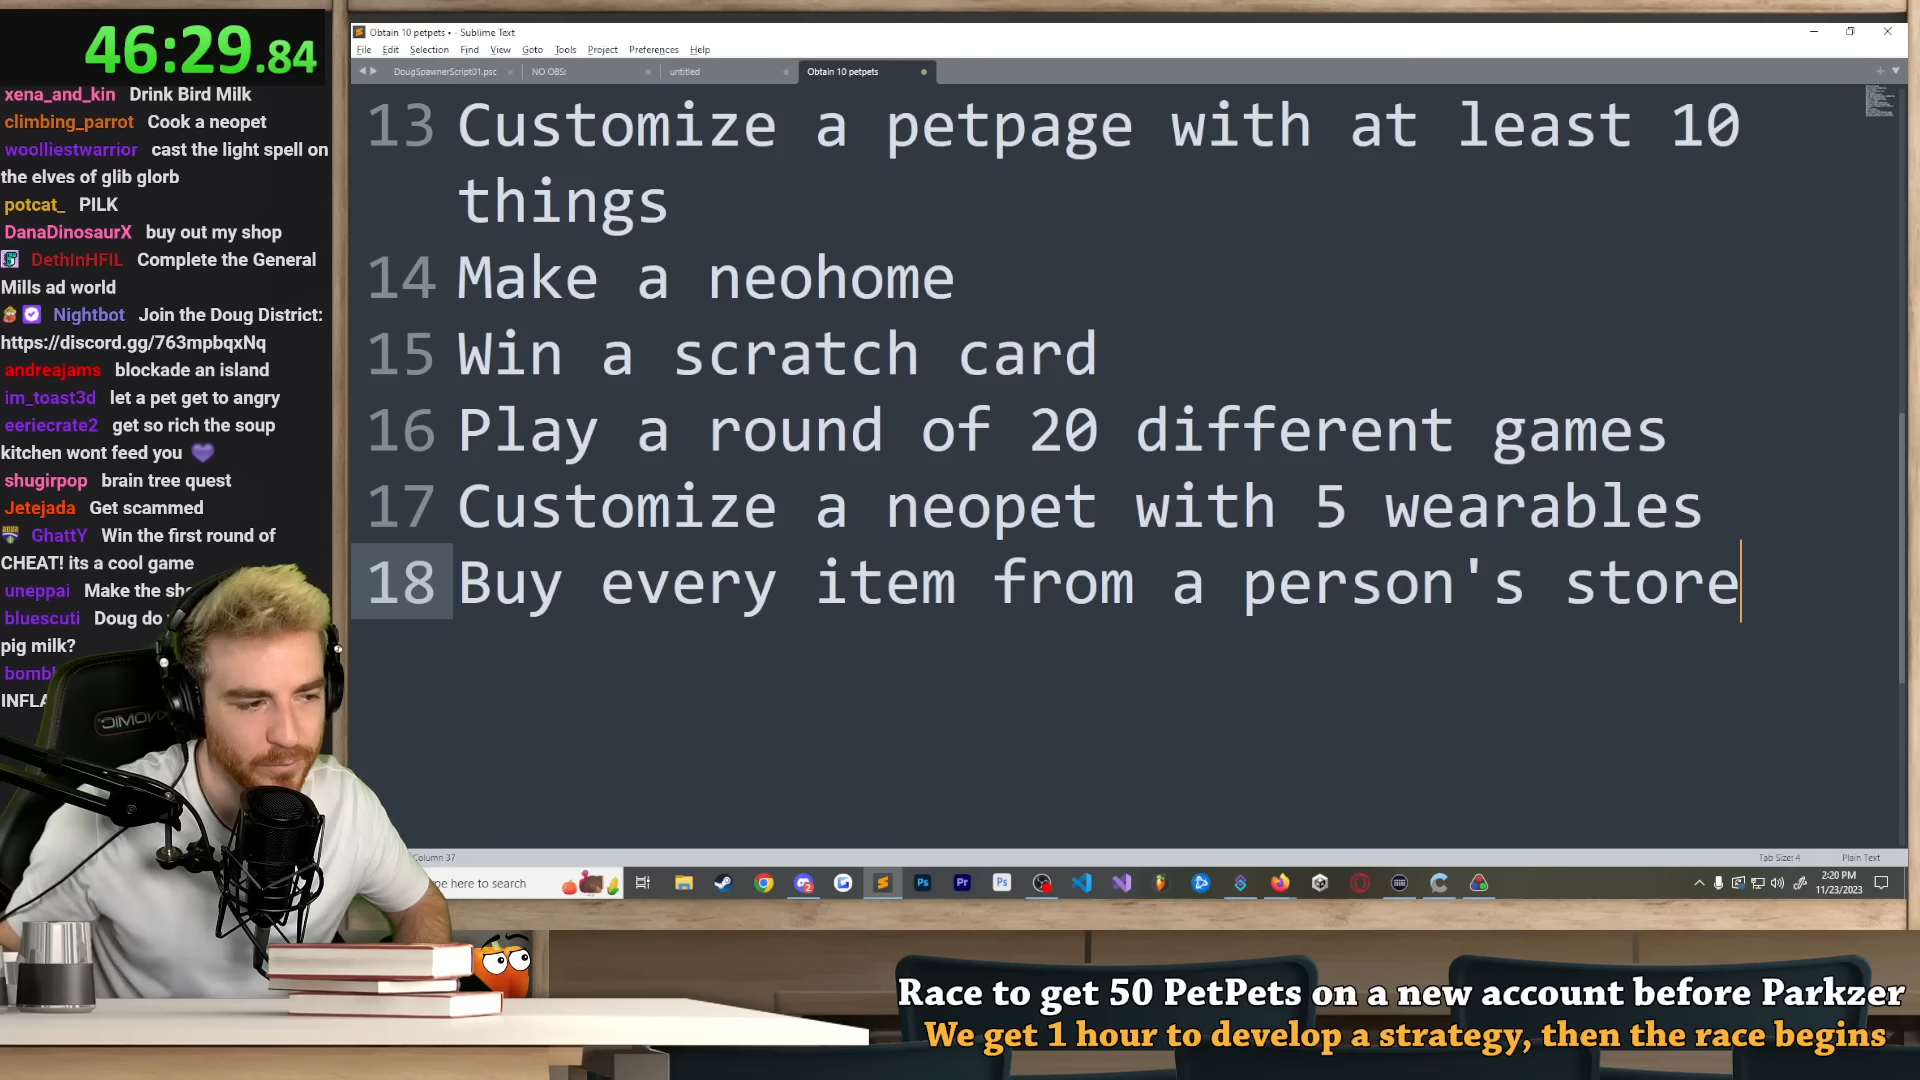 46:29.84
xena_and_kin Drink Bird Milk
climbing_parrot Cook a neopet
woolliestwarrior cast the light spell on
the elves of glib glorb
potcat_ PILK
DanaDinosaurX buy out my shop
DethInHFIL Complete the General
Mills ad world
Nightbot Join the Doug District:
https://discord.gg/763mpbqxNq
andreajams blockade an island
im_toast3d let a pet get to angry
eeriecrate2 get so rich the soup
kitchen wont feed you
shugirpop brain tree quest
Jetejada Get scammed
GhattY Win the first round of
CHEAT! its a cool game
uneppai Make the
bluescuti Doug do
pig milk?
Obtain 10 petpets • - Sublime Text
File Edit Selection Find View Goto Tools Project Preferences Help
DougSpawnerScript01.psc NO OBS: untitled Obtain 10 petpets
13 Customize a petpage with at least 10
things
14 Make a neohome
15 Win a scratch card
16 Play a round of 20 different games
17 Customize a neopet with 5 wearables
18 Buy every item from a person's store
Column 37 Tab Size: 4 Plain Text
here to search
2:20 PM
11/23/2023
Race to get 50 PetPets on a new account before Parkzer
We get 1 hour to develop a strategy, then the race begins